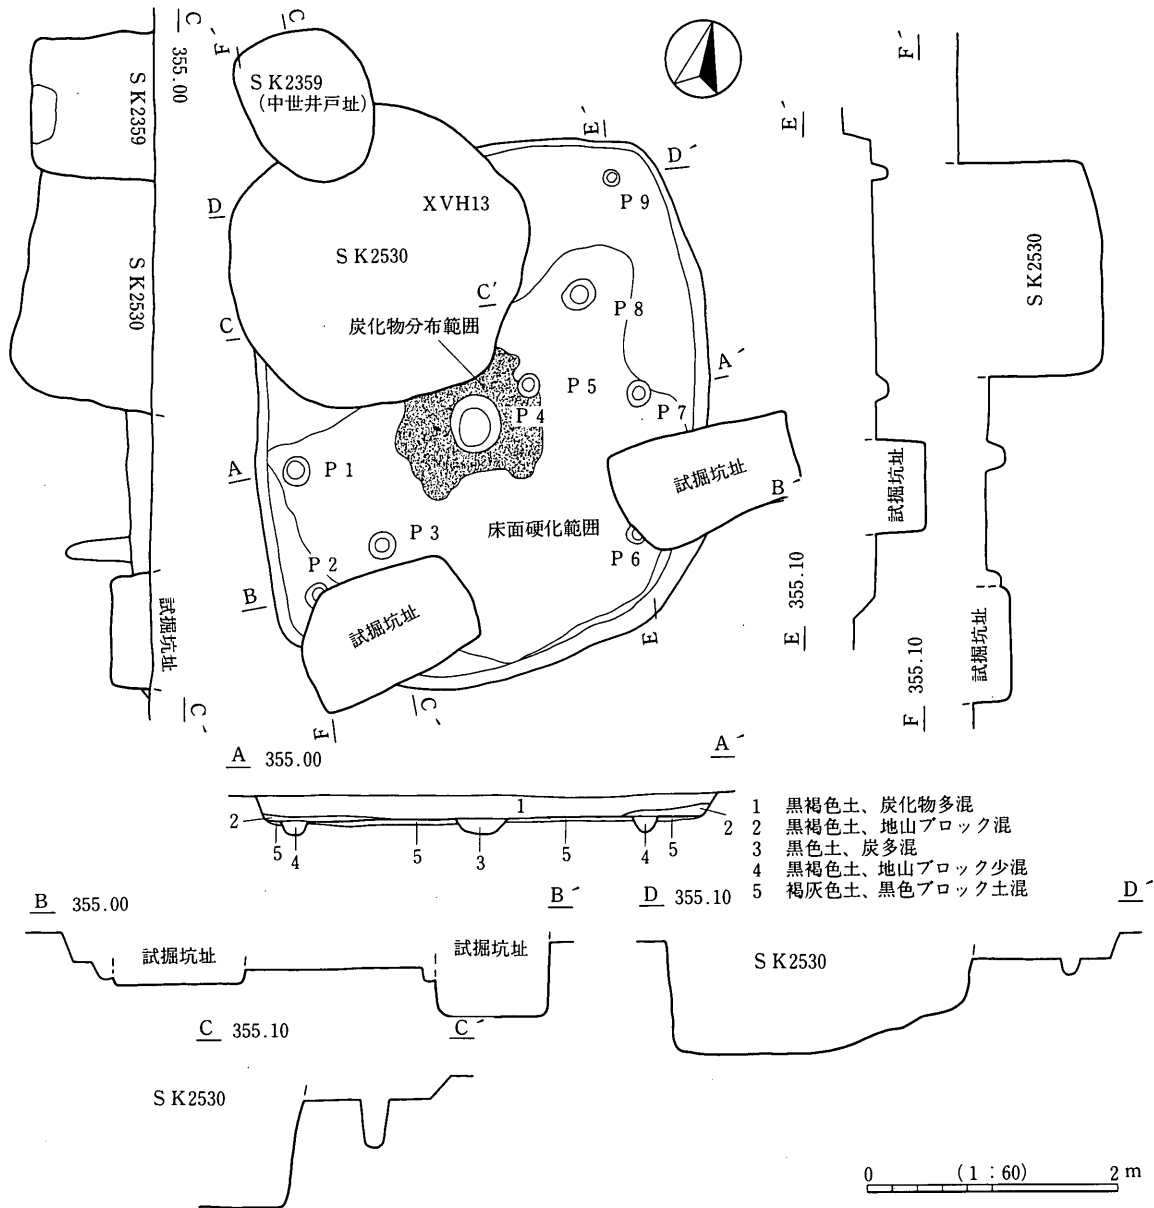 C
355.00
S K2359
S K2530
試掘坑址
C´
C
F´
S K2359
(中世井戸址)
E´
D´
P 9
D
XVH13
S K2530
C´
P 8
C
炭化物分布範囲
A´
P 5
P 4
P 7
A
P 1
試掘坑址
B´
P 3
床面硬化範囲
P 6
P 2
B
試掘坑址
E
C´
F
E´
試掘坑址
E 355.10
F´
S K2530
試掘坑址
F 355.10
A 355.00
A´
1
2
2
5
4
5
3
5
4
5
1 黒褐色土、炭化物多混
2 黒褐色土、地山ブロック混
3 黒色土、炭多混
4 黒褐色土、地山ブロック少混
5 褐灰色土、黒色ブロック土混
B 355.00
B´
試掘坑址
試掘坑址
D 355.10
D´
S K2530
C 355.10
C´
S K2530
0 (1:60) 2 m